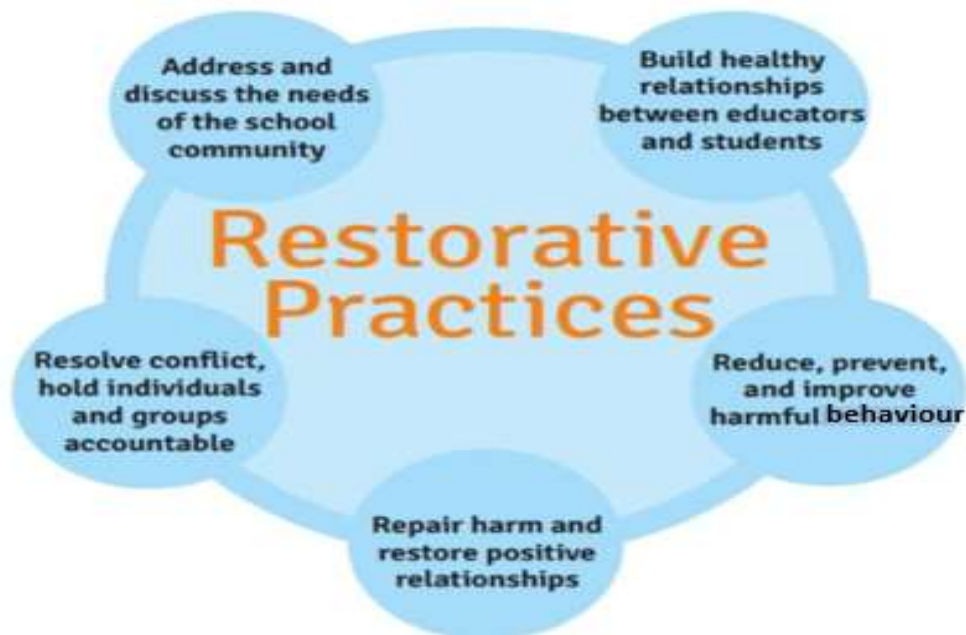 Address and
discuss the needs
of the school
community
Build healthy
relationships
between educators
and students
Restorative
Practices
Resolve conflict,
hold individuals
and groups
accountable
Reduce, prevent,
and improve
harmful behaviour
Repair harm and
restore positive
relationships